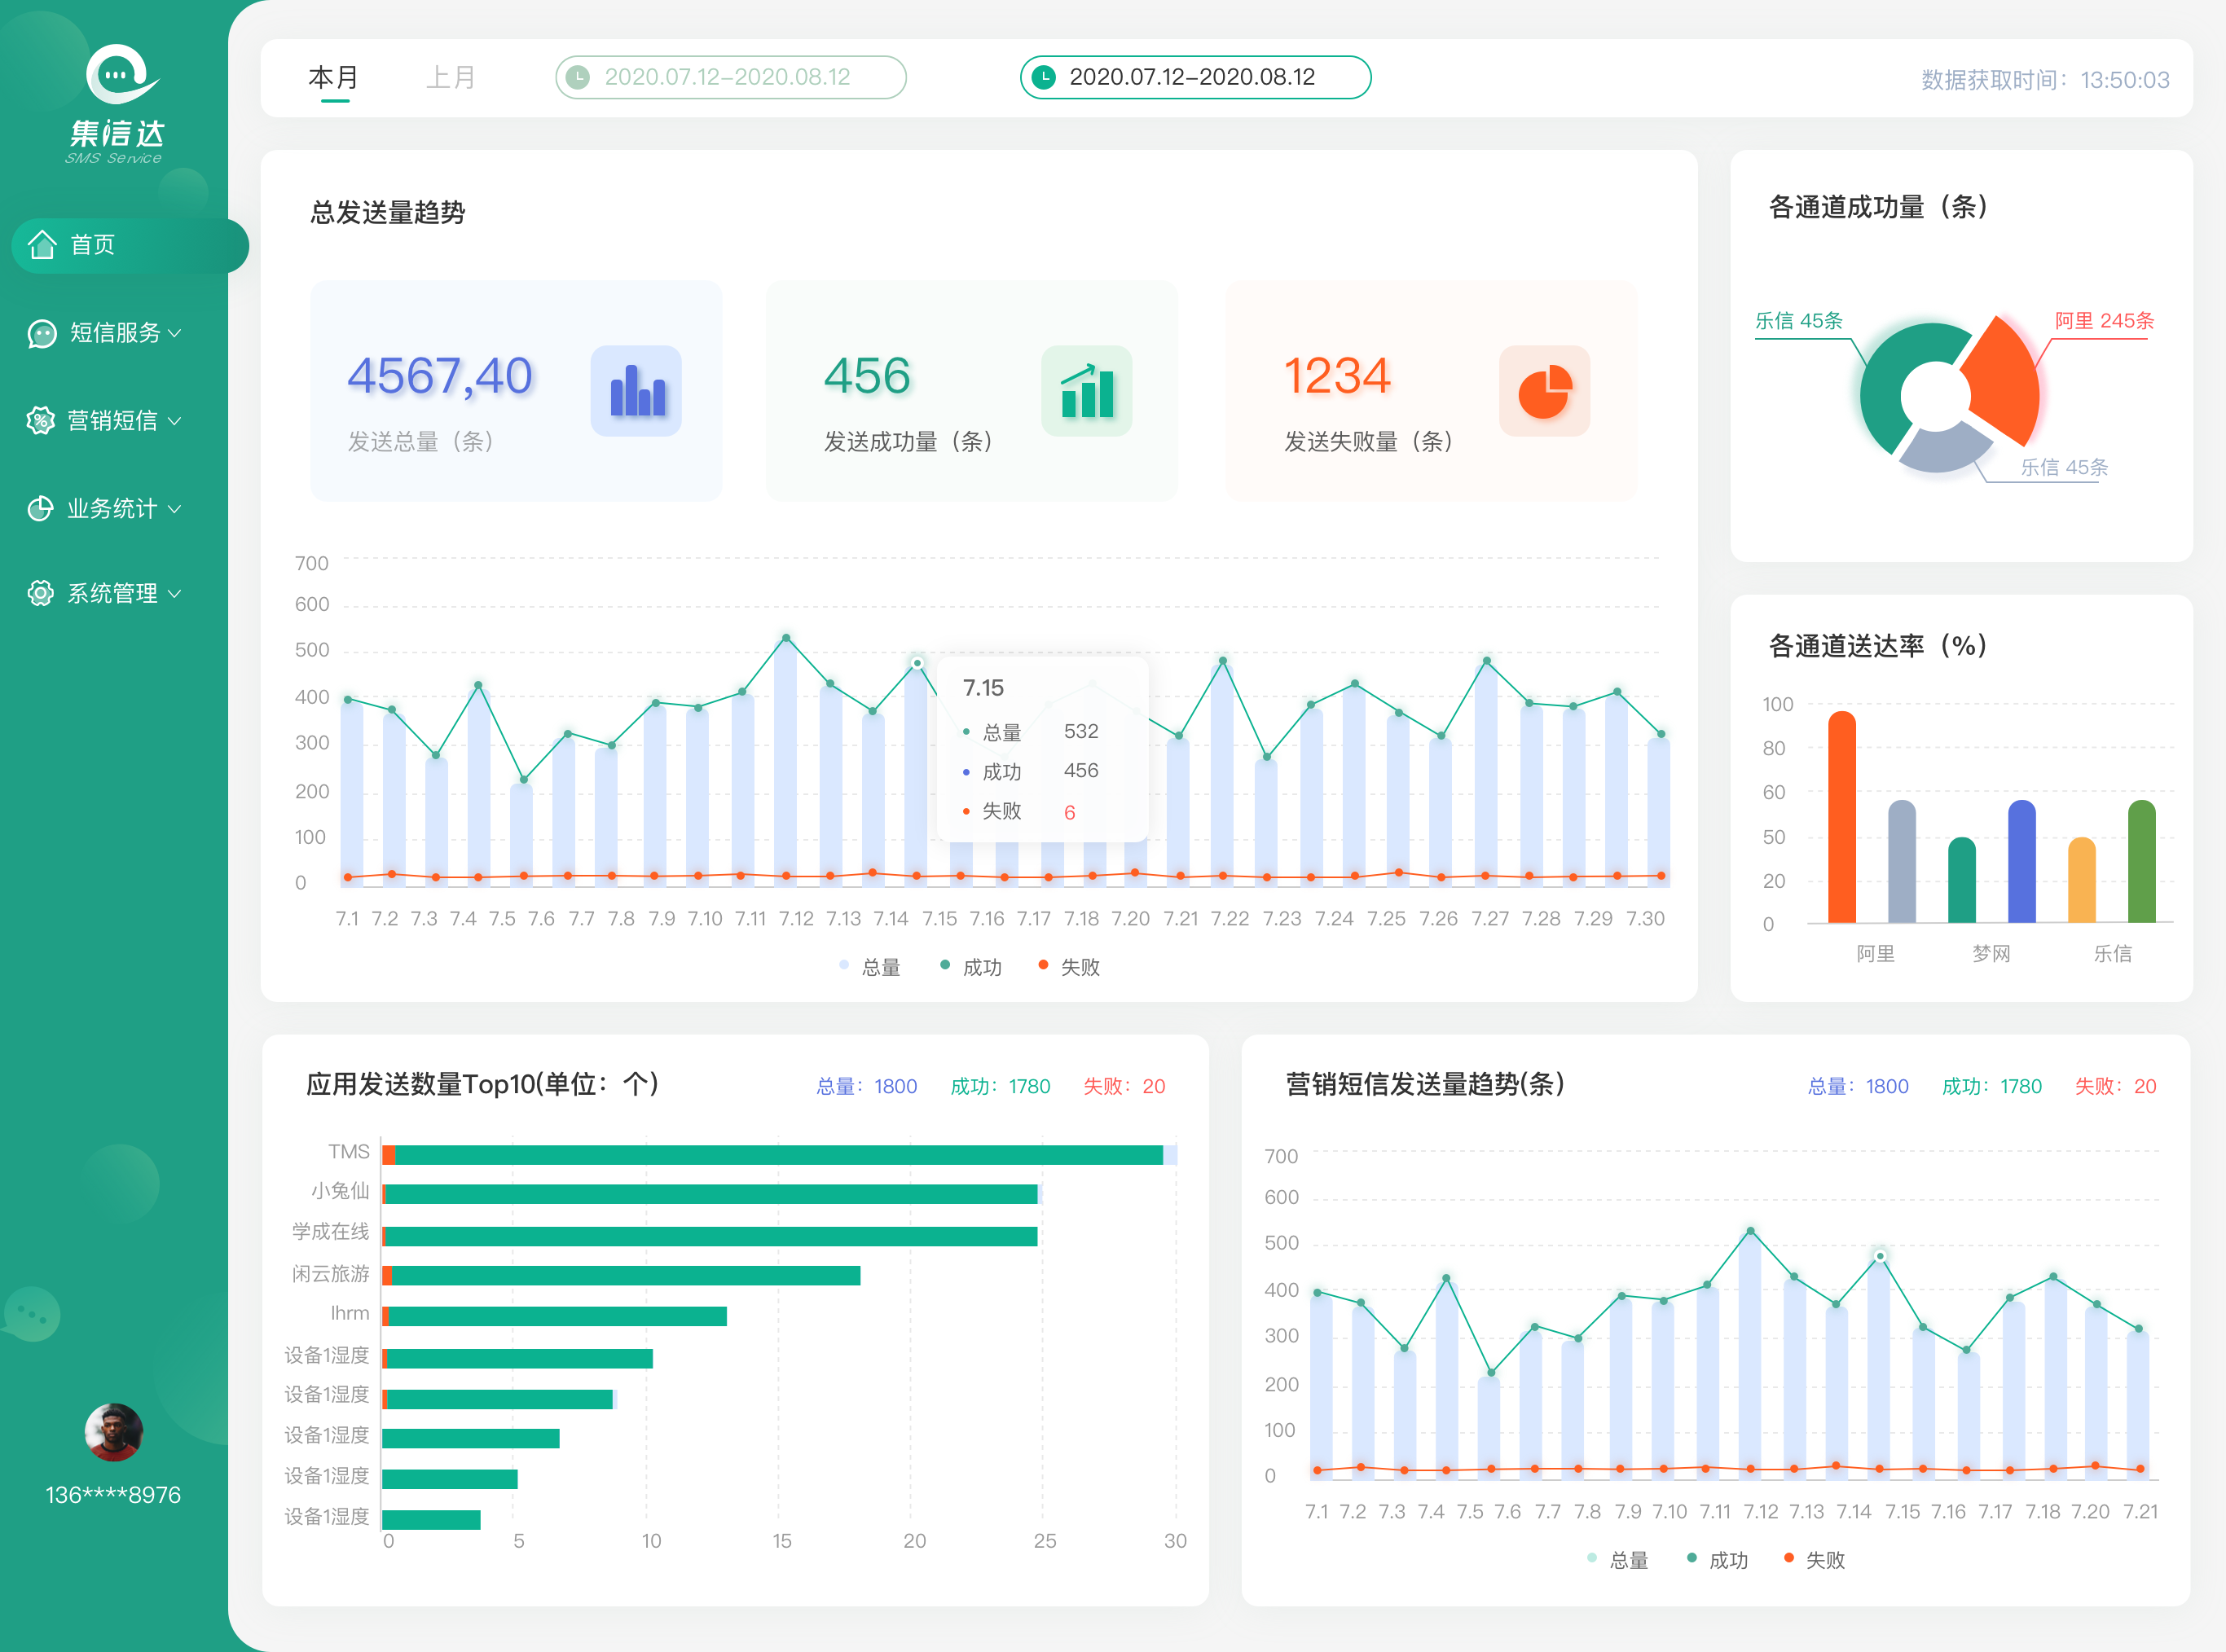 集信达
SMS Service
首页
短信服务
营销短信
业务统计
系统管理
136****8976
本月 上月 2020.07.12-2020.08.12 2020.07.12-2020.08.12 数据获取时间：13:50:03
总发送量趋势
4567,40
发送总量（条）
456
发送成功量（条）
1234
发送失败量（条）
700
600
500
400
300
200
100
0
7.15
总量 532
成功 456
失败 6
7.1 7.2 7.3 7.4 7.5 7.6 7.7 7.8 7.9 7.10 7.11 7.12 7.13 7.14 7.15 7.16 7.17 7.18 7.20 7.21 7.22 7.23 7.24 7.25 7.26 7.27 7.28 7.29 7.30
总量 成功 失败
各通道成功量（条）
乐信 45条
阿里 245条
乐信 45条
各通道送达率（%）
100
80
60
50
20
0
阿里 梦网 乐信
应用发送数量Top10(单位：个)
总量：1800 成功：1780 失败：20
TMS
小兔仙
学成在线
闲云旅游
lhrm
设备1湿度
设备1湿度
设备1湿度
设备1湿度
设备1湿度
0 5 10 15 20 25 30
营销短信发送量趋势(条)
总量：1800 成功：1780 失败：20
700
600
500
400
300
200
100
0
7.1 7.2 7.3 7.4 7.5 7.6 7.7 7.8 7.9 7.10 7.11 7.12 7.13 7.14 7.15 7.16 7.17 7.18 7.20 7.21
总量 成功 失败